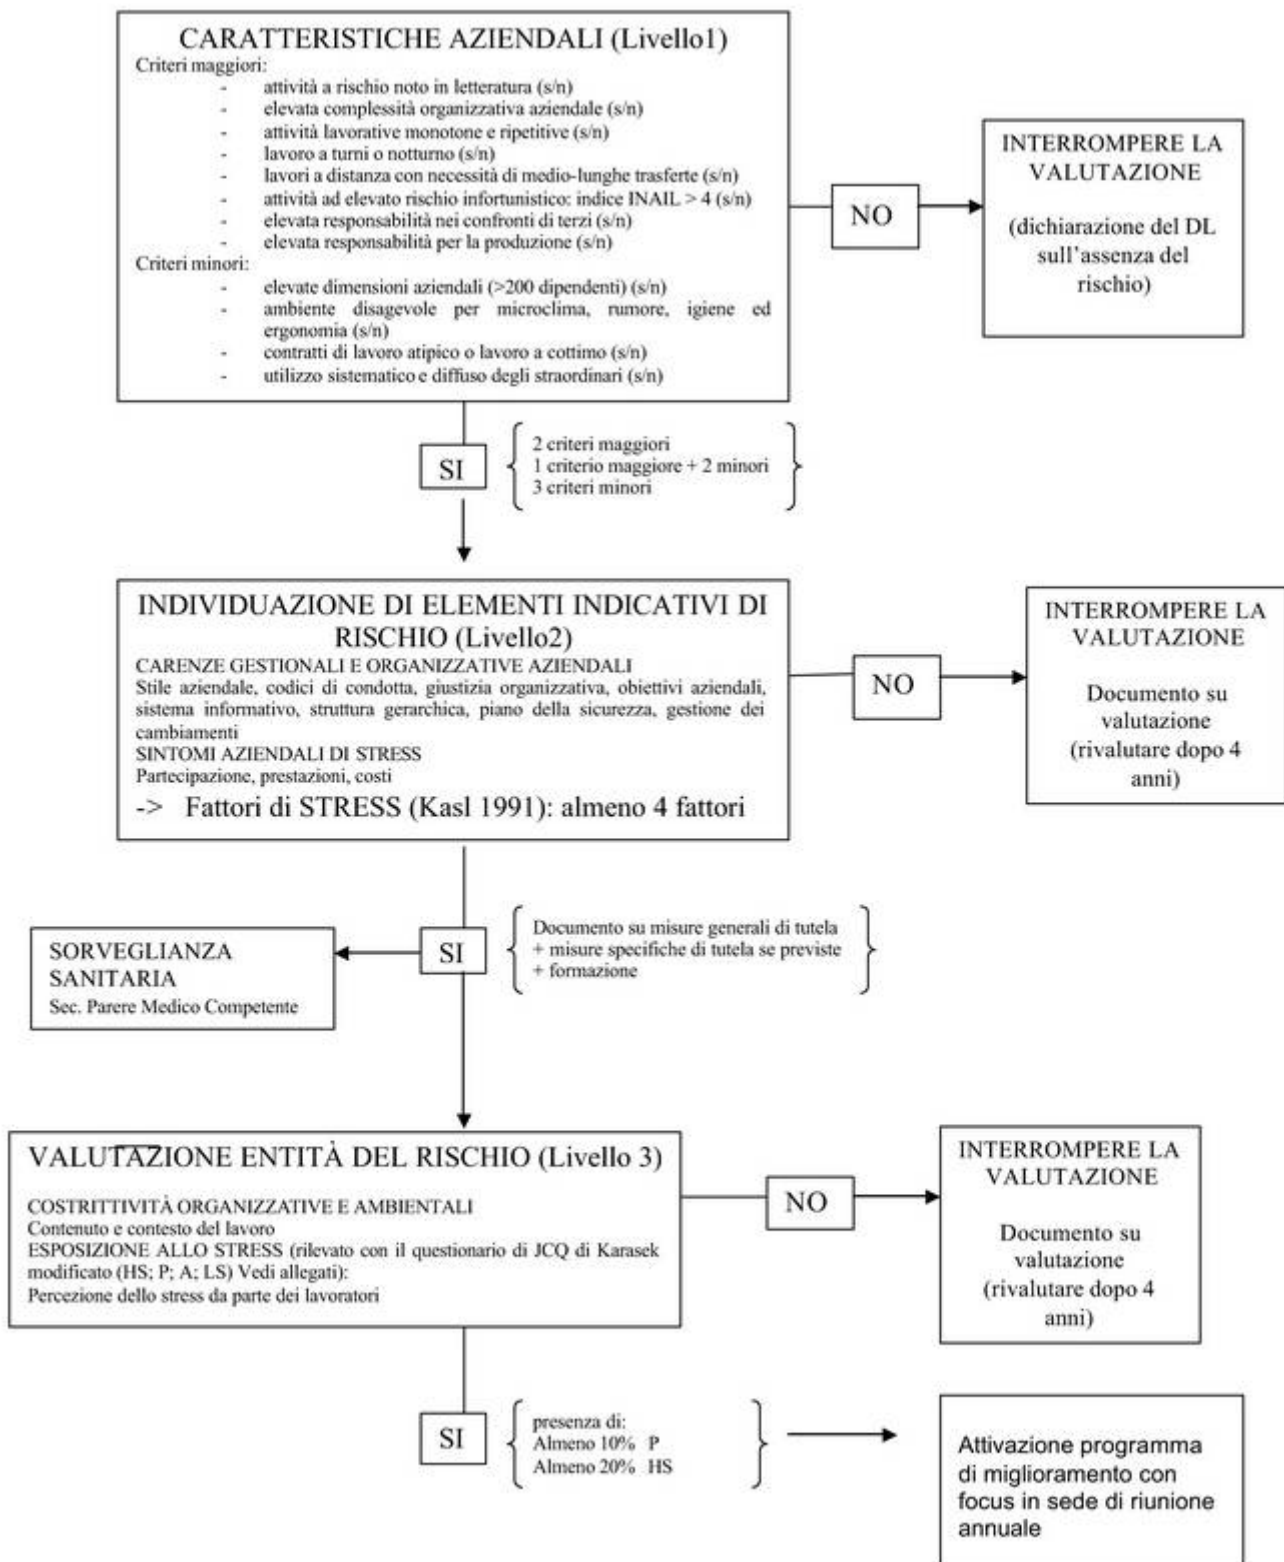 CARATTERISTICHE AZIENDALI (Livello1)
Criteri maggiori:
- attività a rischio noto in letteratura (s/n)
- elevata complessità organizzativa aziendale (s/n)
- attività lavorative monotone e ripetitive (s/n)
- lavoro a turni o notturno (s/n)
- lavori a distanza con necessità di medio-lunghe trasferte (s/n)
- attività ad elevato rischio infortunistico: indice INAIL > 4 (s/n)
- elevata responsabilità nei confronti di terzi (s/n)
- elevata responsabilità per la produzione (s/n)
Criteri minori:
- elevate dimensioni aziendali (>200 dipendenti) (s/n)
- ambiente disagevole per microclima, rumore, igiene ed
ergonomia (s/n)
- contratti di lavoro atipico o lavoro a cottimo (s/n)
- utilizzo sistematico e diffuso degli straordinari (s/n)
NO
INTERROMPERE LA
VALUTAZIONE
(dichiarazione del DL
sull’assenza del
rischio)
SI
2 criteri maggiori
1 criterio maggiore + 2 minori
3 criteri minori
INDIVIDUAZIONE DI ELEMENTI INDICATIVI DI
RISCHIO (Livello2)
CARENZE GESTIONALI E ORGANIZZATIVE AZIENDALI
Stile aziendale, codici di condotta, giustizia organizzativa, obiettivi aziendali,
sistema informativo, struttura gerarchica, piano della sicurezza, gestione dei
cambiamenti
SINTOMI AZIENDALI DI STRESS
Partecipazione, prestazioni, costi
-> Fattori di STRESS (Kasl 1991): almeno 4 fattori
NO
INTERROMPERE LA
VALUTAZIONE
Documento su
valutazione
(rivalutare dopo 4
anni)
SORVEGLIANZA
SANITARIA
Sec. Parere Medico Competente
SI
Documento su misure generali di tutela
+ misure specifiche di tutela se previste
+ formazione
VALUTAZIONE ENTITÀ DEL RISCHIO (Livello 3)
COSTRITTIVITÀ ORGANIZZATIVE E AMBIENTALI
Contenuto e contesto del lavoro
ESPOSIZIONE ALLO STRESS (rilevato con il questionario di JCQ di Karasek
modificato (HS; P; A; LS) Vedi allegati):
Percezione dello stress da parte dei lavoratori
NO
INTERROMPERE LA
VALUTAZIONE
Documento su
valutazione
(rivalutare dopo 4
anni)
SI
presenza di:
Almeno 10% P
Almeno 20% HS
Attivazione programma
di miglioramento con
focus in sede di riunione
annuale